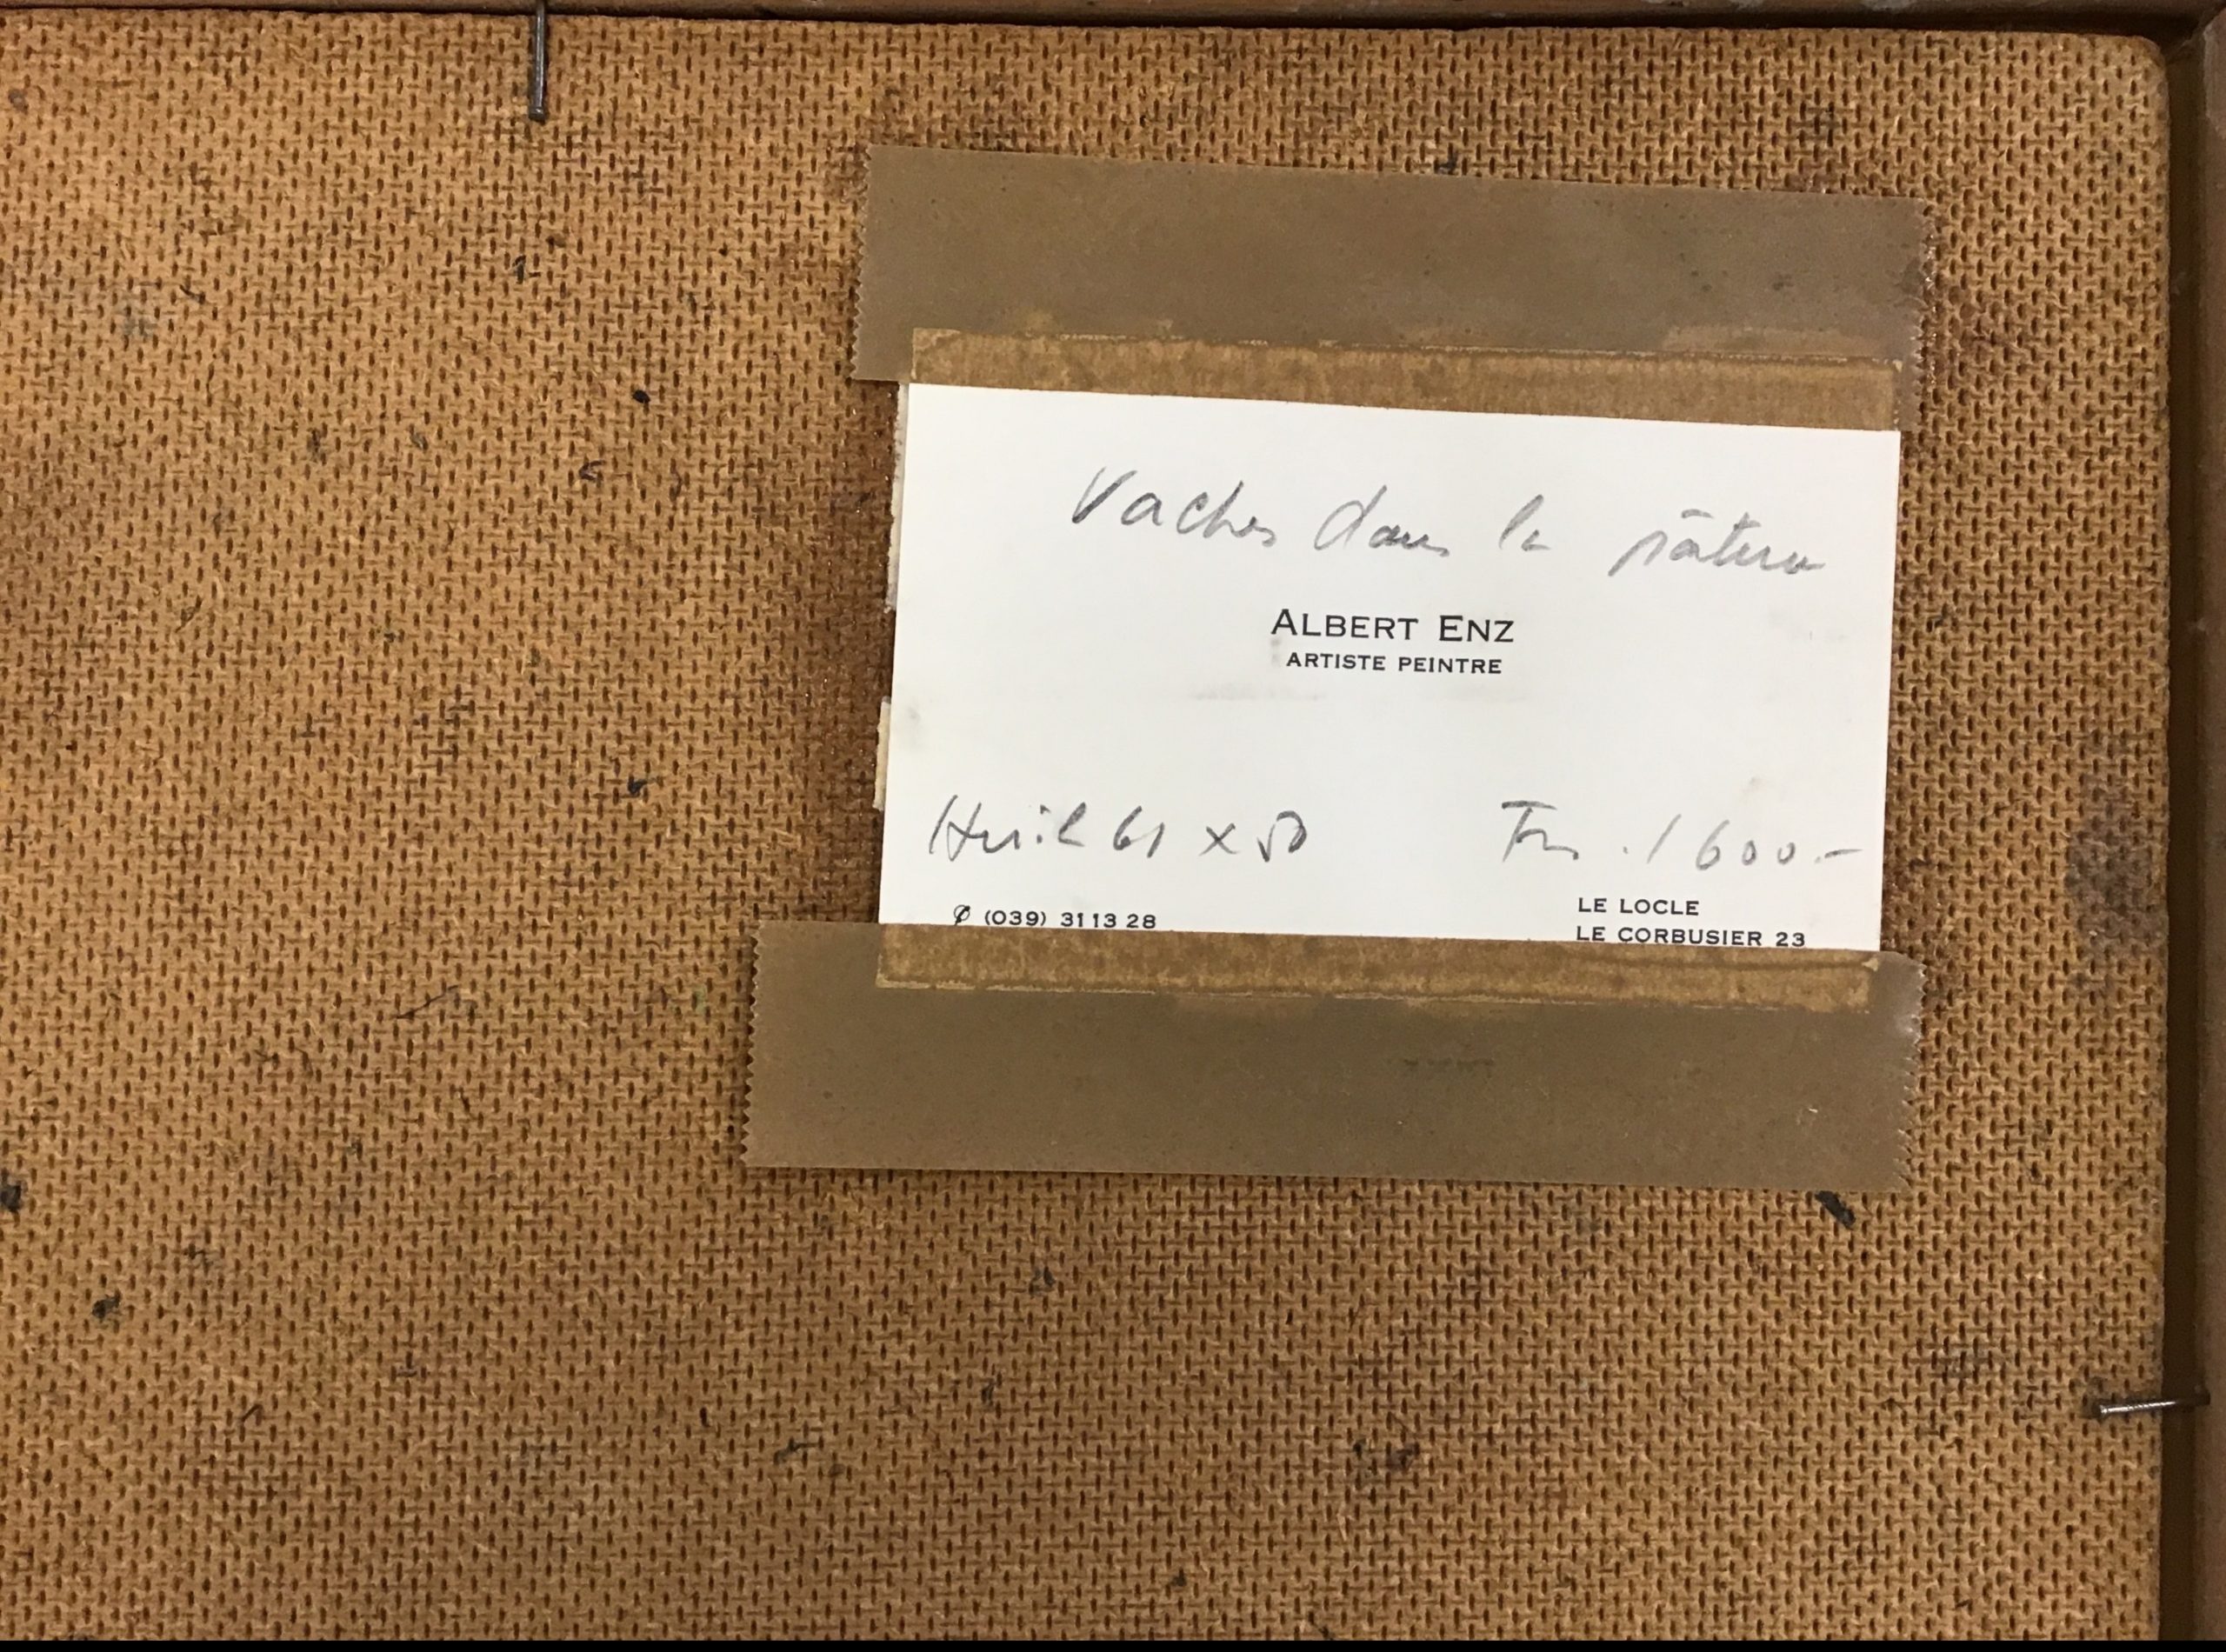 Vaches dans la pâture
ALBERT ENZ
ARTISTE PEINTRE
Huile 61 x 50
Frs. 1600.-
(039) 31 13 28
LE LOCLE
LE CORBUSIER 23